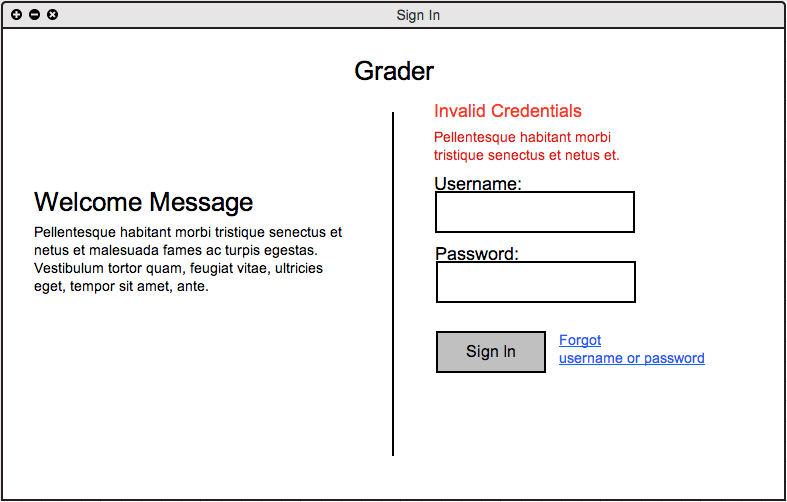 Sign In
Grader
Welcome Message
Pellentesque habitant morbi tristique senectus et
netus et malesuada fames ac turpis egestas.
Vestibulum tortor quam, feugiat vitae, ultricies
eget, tempor sit amet, ante.
Invalid Credentials
Pellentesque habitant morbi
tristique senectus et netus et.
Username:
Password:
Sign In
Forgot
username or password